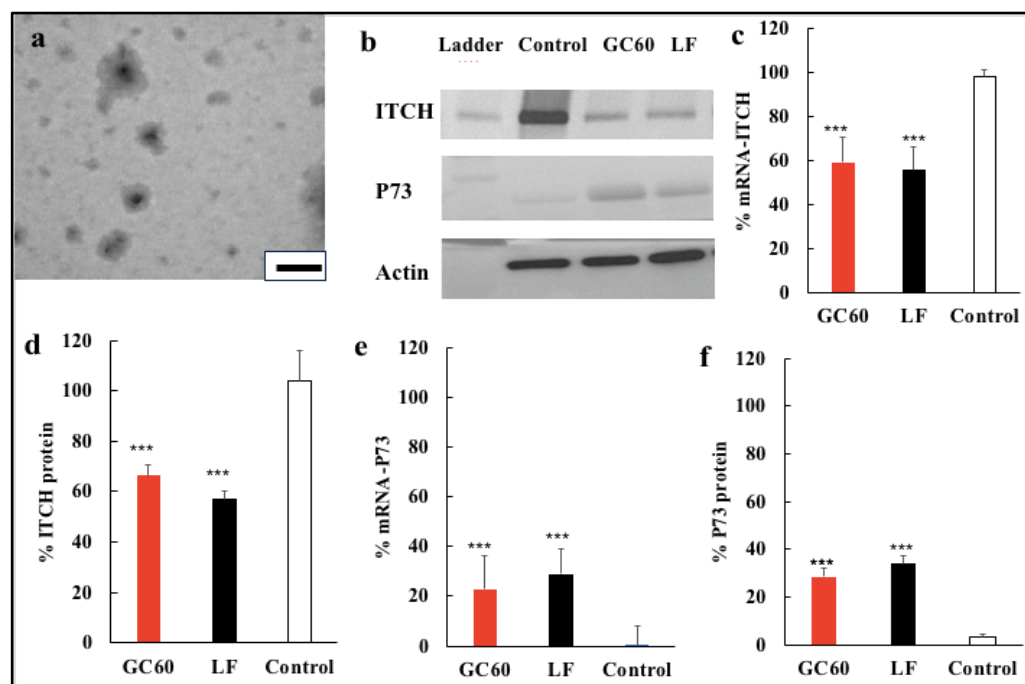 a
b
Ladder Control GC60 LF
ITCH
P73
Actin
c
% mRNA-ITCH
120
100
80
60
40
20
0
***
***
GC60 LF Control
d
% ITCH protein
120
100
80
60
40
20
0
***
***
GC60 LF Control
e
% mRNA-P73
120
100
80
60
40
20
0
***
***
GC60 LF Control
f
% P73 protein
120
100
80
60
40
20
0
***
***
GC60 LF Control